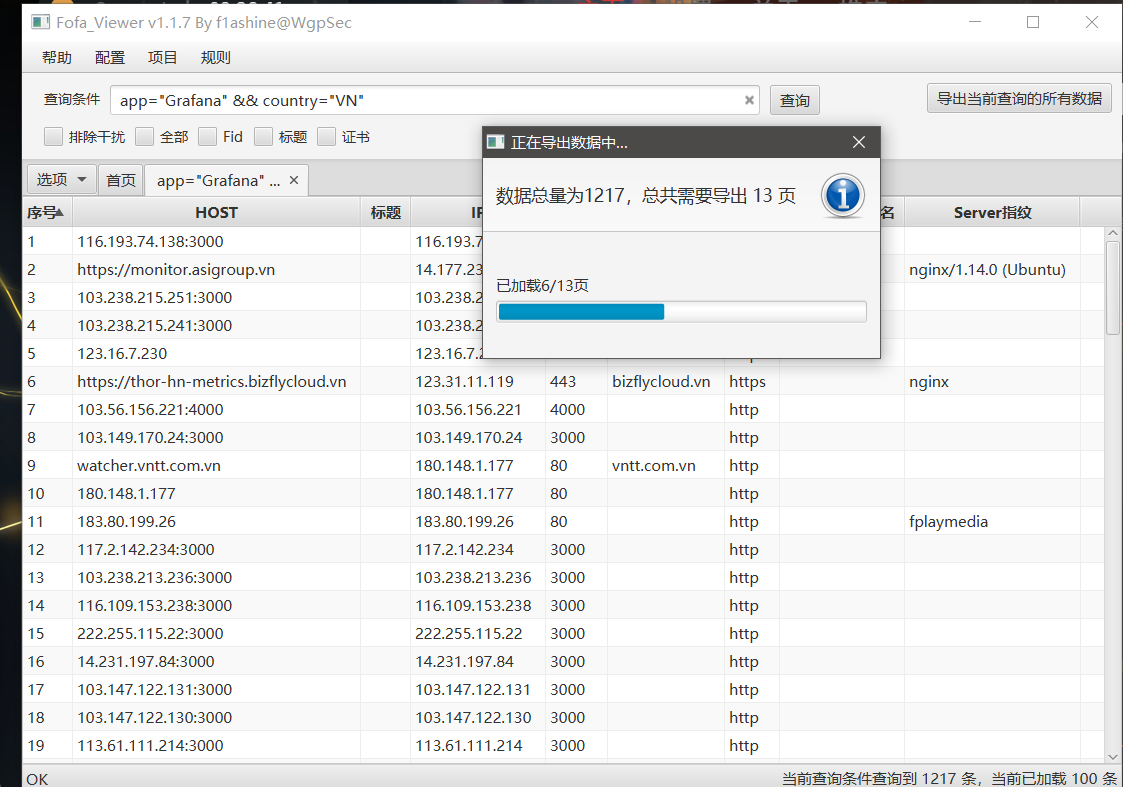 Fofa_Viewer v1.1.7 By f1ashine@WgpSec
帮助 配置 项目 规则
查询条件 app="Grafana" && country="VN" 查询 导出当前查询的所有数据
排除干扰 全部 Fid 标题 证书
正在导出数据中...
数据总量为1217，总共需要导出 13 页
已加载6/13页
选项 首页 app="Grafana" ...
序号 HOST 标题 IP 名 Server指纹
1 116.193.74.138:3000 116.193.7
2 https://monitor.asigroup.vn 14.177.23 nginx/1.14.0 (Ubuntu)
3 103.238.215.251:3000 103.238.2
4 103.238.215.241:3000 103.238.2
5 123.16.7.230 123.16.7.2
6 https://thor-hn-metrics.bizflycloud.vn 123.31.11.119 443 bizflycloud.vn https nginx
7 103.56.156.221:4000 103.56.156.221 4000 http
8 103.149.170.24:3000 103.149.170.24 3000 http
9 watcher.vntt.com.vn 180.148.1.177 80 vntt.com.vn http
10 180.148.1.177 180.148.1.177 80 http
11 183.80.199.26 183.80.199.26 80 http fplaymedia
12 117.2.142.234:3000 117.2.142.234 3000 http
13 103.238.213.236:3000 103.238.213.236 3000 http
14 116.109.153.238:3000 116.109.153.238 3000 http
15 222.255.115.22:3000 222.255.115.22 3000 http
16 14.231.197.84:3000 14.231.197.84 3000 http
17 103.147.122.131:3000 103.147.122.131 3000 http
18 103.147.122.130:3000 103.147.122.130 3000 http
19 113.61.111.214:3000 113.61.111.214 3000 http
OK 当前查询条件查询到 1217 条，当前已加载 100 条